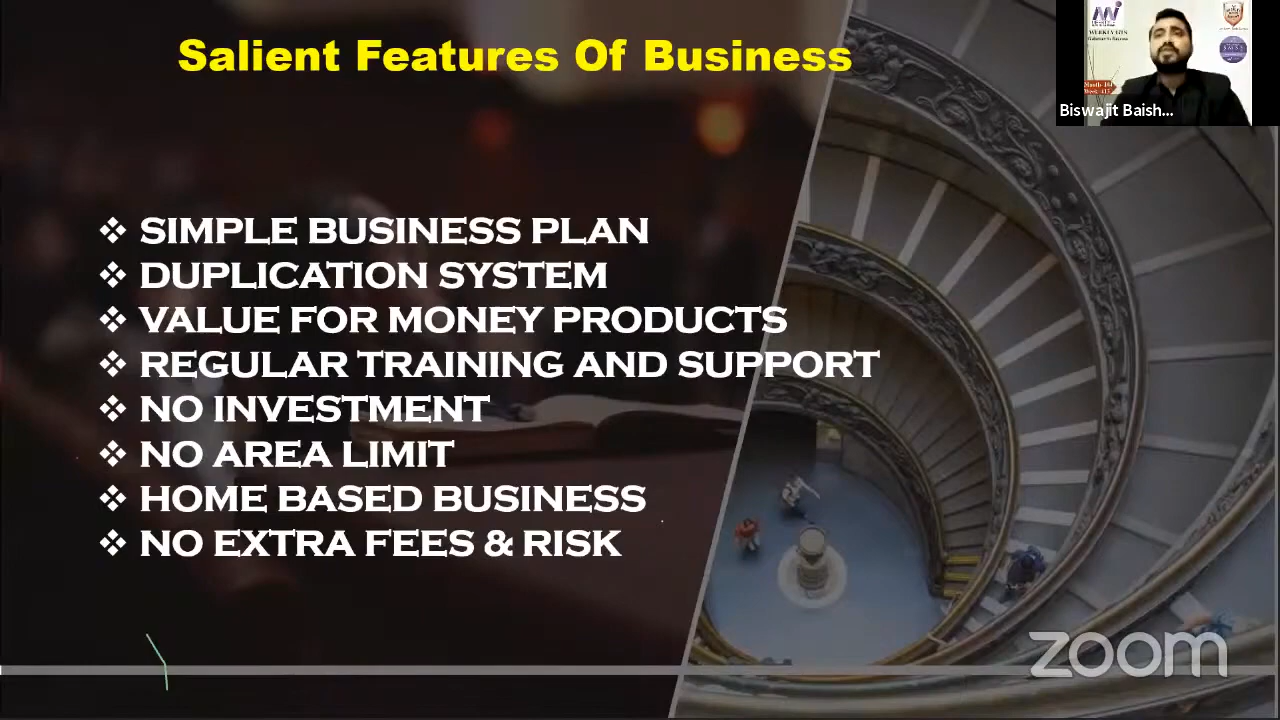 Salient Features Of Business
❖ SIMPLE BUSINESS PLAN
❖ DUPLICATION SYSTEM
❖ VALUE FOR MONEY PRODUCTS
❖ REGULAR TRAINING AND SUPPORT
❖ NO INVESTMENT
❖ NO AREA LIMIT
❖ HOME BASED BUSINESS
❖ NO EXTRA FEES & RISK
Biswajit Baish...
zoom